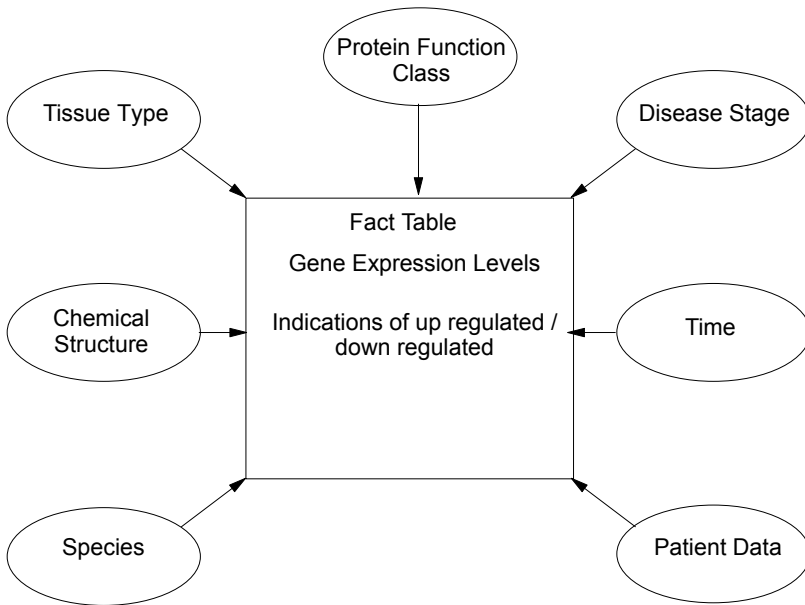 Protein Function
Class
Tissue Type
Disease Stage
Fact Table
Gene Expression Levels
Chemical
Structure
Indications of up regulated /
down regulated
Time
Species
Patient Data